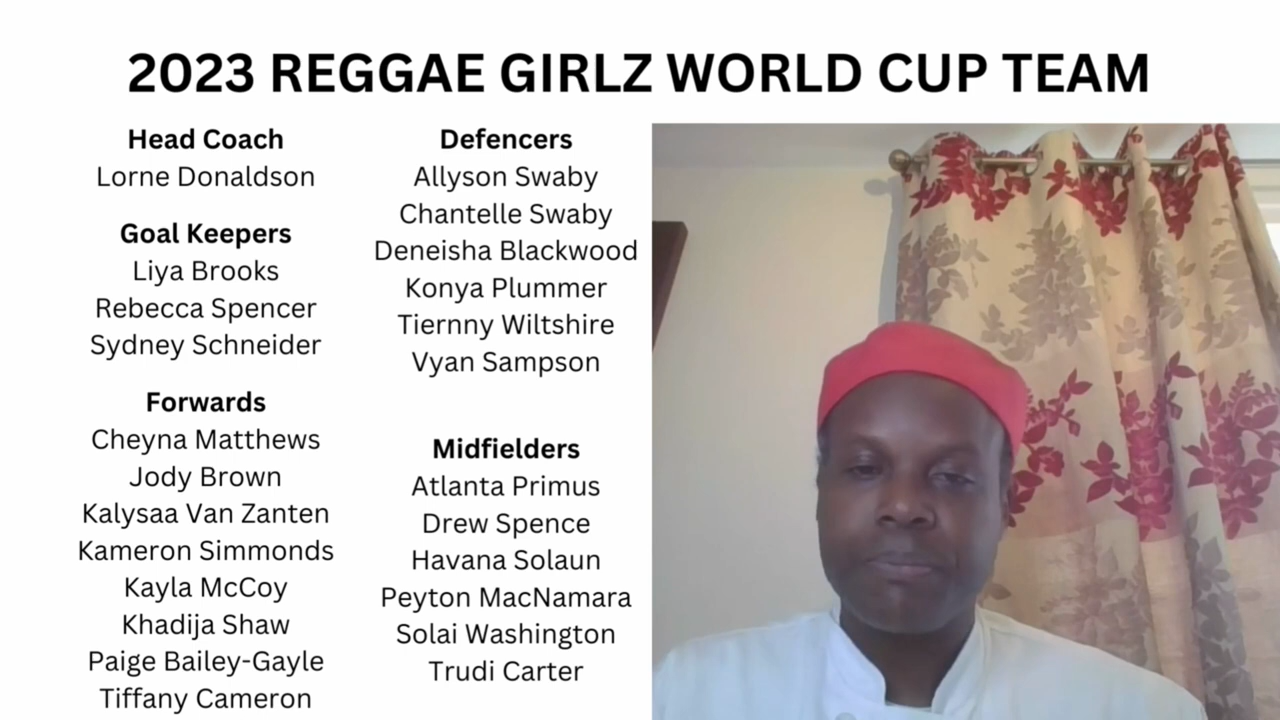 2023 REGGAE GIRLZ WORLD CUP TEAM
Head Coach
Lorne Donaldson
Goal Keepers
Liya Brooks
Rebecca Spencer
Sydney Schneider
Forwards
Cheyna Matthews
Jody Brown
Kalysaa Van Zanten
Kameron Simmonds
Kayla McCoy
Khadija Shaw
Paige Bailey-Gayle
Tiffany Cameron
Defencers
Allyson Swaby
Chantelle Swaby
Deneisha Blackwood
Konya Plummer
Tiernny Wiltshire
Vyan Sampson
Midfielders
Atlanta Primus
Drew Spence
Havana Solaun
Peyton MacNamara
Solai Washington
Trudi Carter